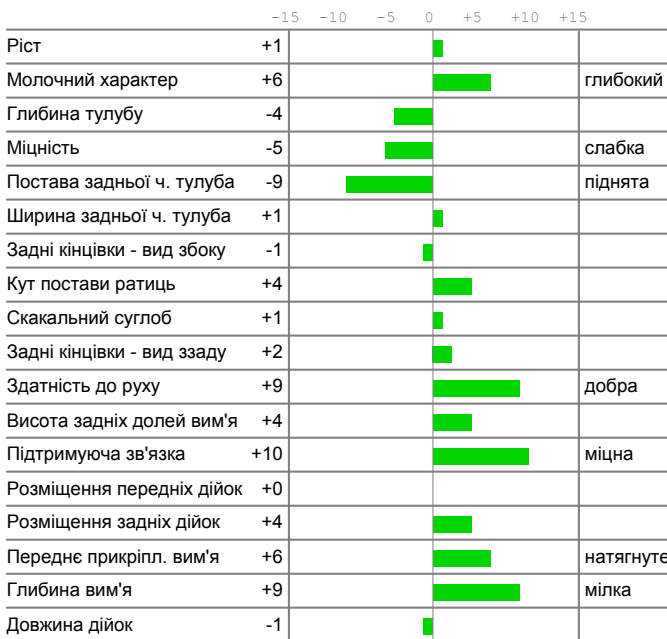 -15 -10 -5 0 +5 +10 +15
Ріст +1
Молочний характер +6 глибокий
Глибина тулубу -4
Міцність -5 слабка
Постава задньої ч. тулуба -9 піднята
Ширина задньої ч. тулуба +1
Задні кінцівки - вид збоку -1
Кут постави ратиць +4
Скакальний суглоб +1
Задні кінцівки - вид ззаду +2
Здатність до руху +9 добра
Висота задніх долей вим'я +4
Підтримуюча зв'язка +10 міцна
Розміщення передніх дійок +0
Розміщення задніх дійок +4
Переднє прикріпл. вим'я +6 натягнуте
Глибина вим'я +9 мілка
Довжина дійок -1